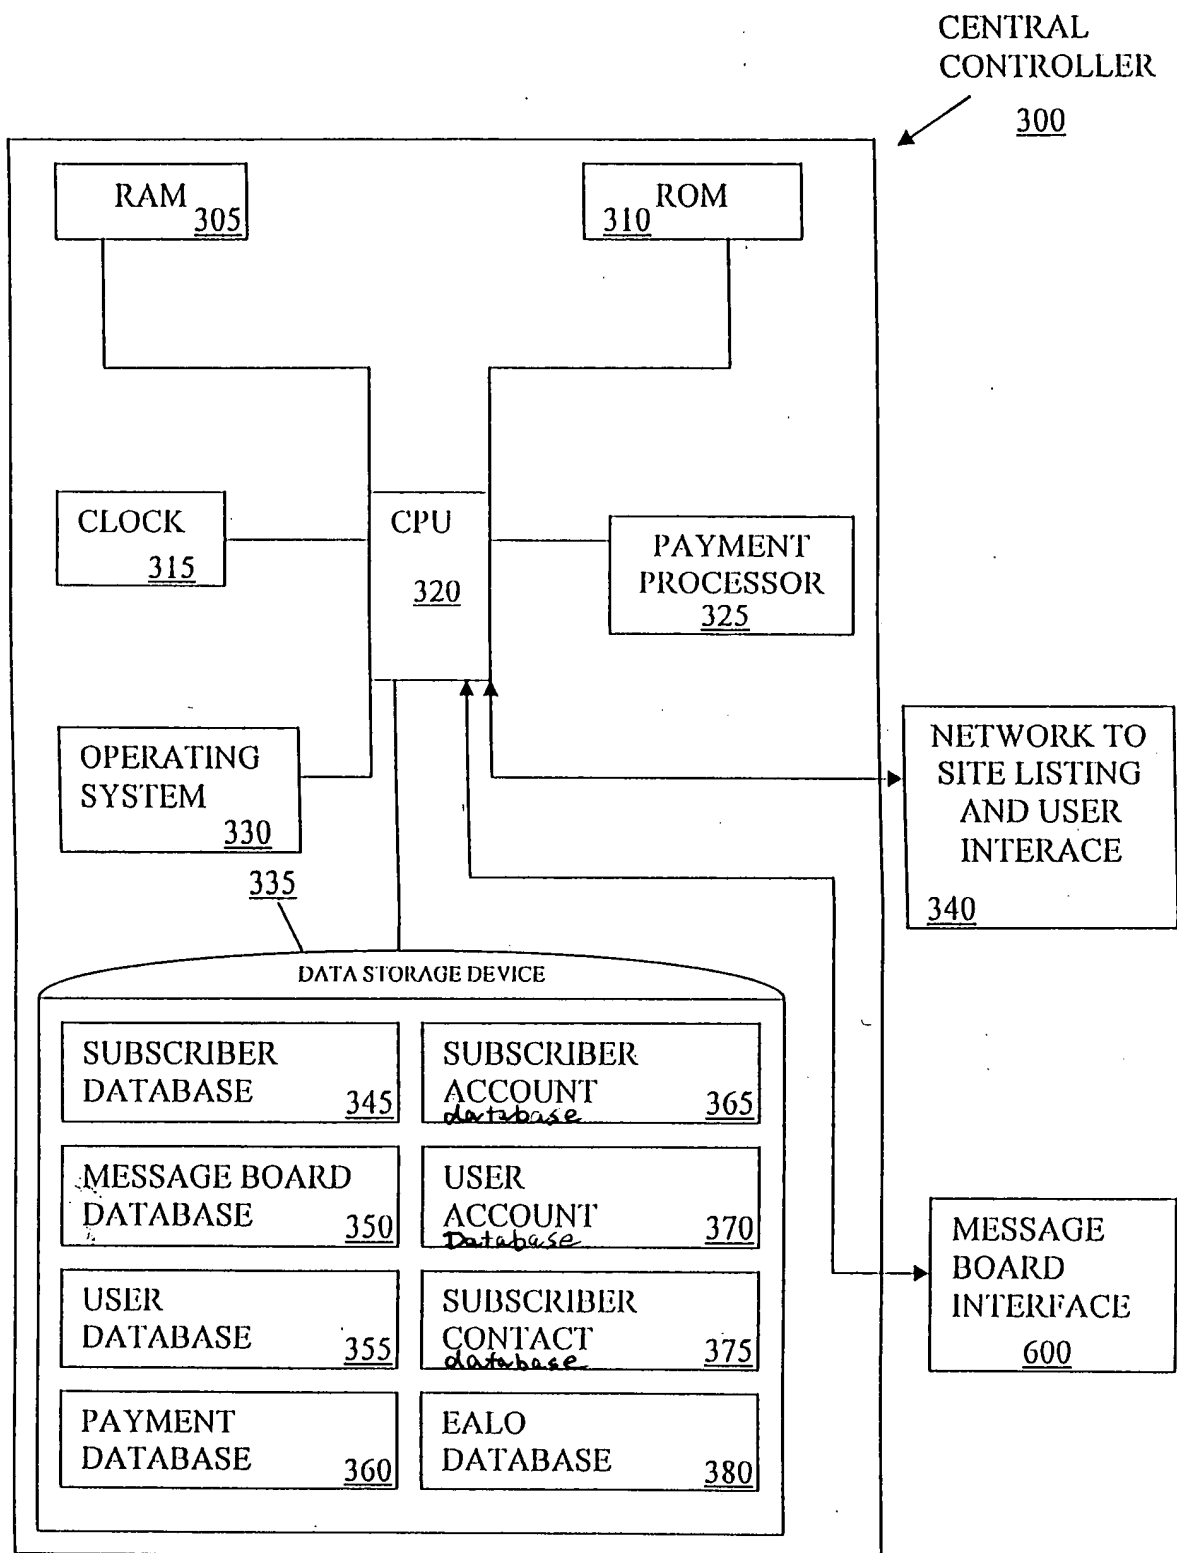 CENTRAL
CONTROLLER
300
RAM
305
ROM
310
CLOCK
315
CPU
320
PAYMENT
PROCESSOR
325
OPERATING
SYSTEM
330
NETWORK TO
SITE LISTING
AND USER
INTERACE
340
335
DATA STORAGE DEVICE
SUBSCRIBER
DATABASE
345
SUBSCRIBER
ACCOUNT
database
365
MESSAGE BOARD
DATABASE
350
USER
ACCOUNT
Database
370
USER
DATABASE
355
SUBSCRIBER
CONTACT
database
375
PAYMENT
DATABASE
360
EALO
DATABASE
380
MESSAGE
BOARD
INTERFACE
600